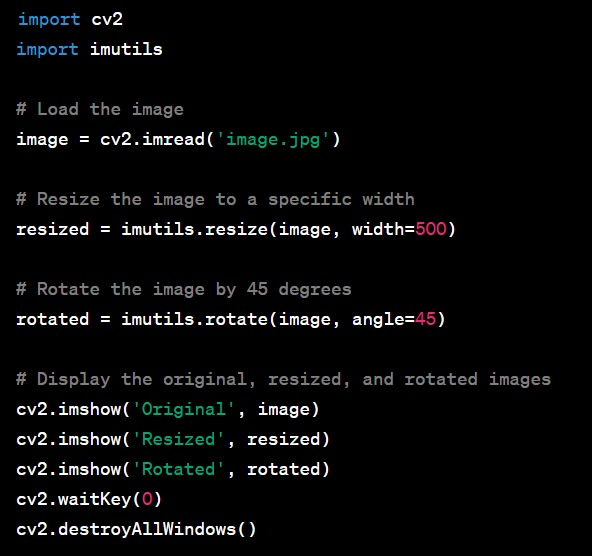 import cv2
import imutils
# Load the image
image = cv2.imread('image.jpg')
# Resize the image to a specific width
resized = imutils.resize(image, width=500)
# Rotate the image by 45 degrees
rotated = imutils.rotate(image, angle=45)
# Display the original, resized, and rotated images
cv2.imshow('Original', image)
cv2.imshow('Resized', resized)
cv2.imshow('Rotated', rotated)
cv2.waitKey(0)
cv2.destroyAllWindows()